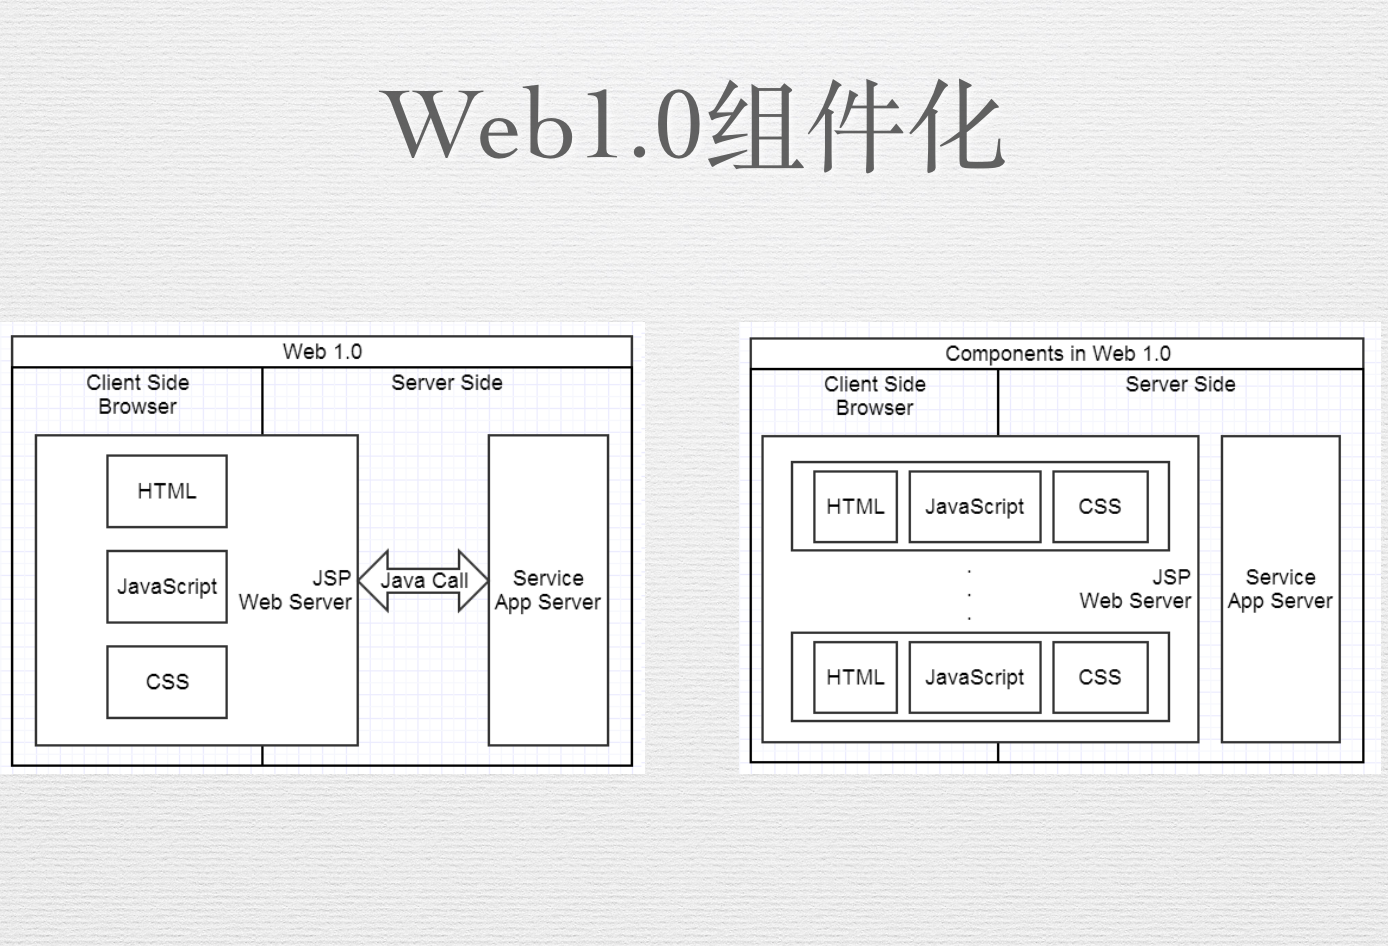 Web1.0组件化
Web 1.0
Client Side
Browser
Server Side
HTML
JavaScript
CSS
JSP
Web Server
Java Call
Service
App Server
Components in Web 1.0
Client Side
Browser
Server Side
HTML
JavaScript
CSS
.
.
.
JSP
Web Server
HTML
JavaScript
CSS
Service
App Server